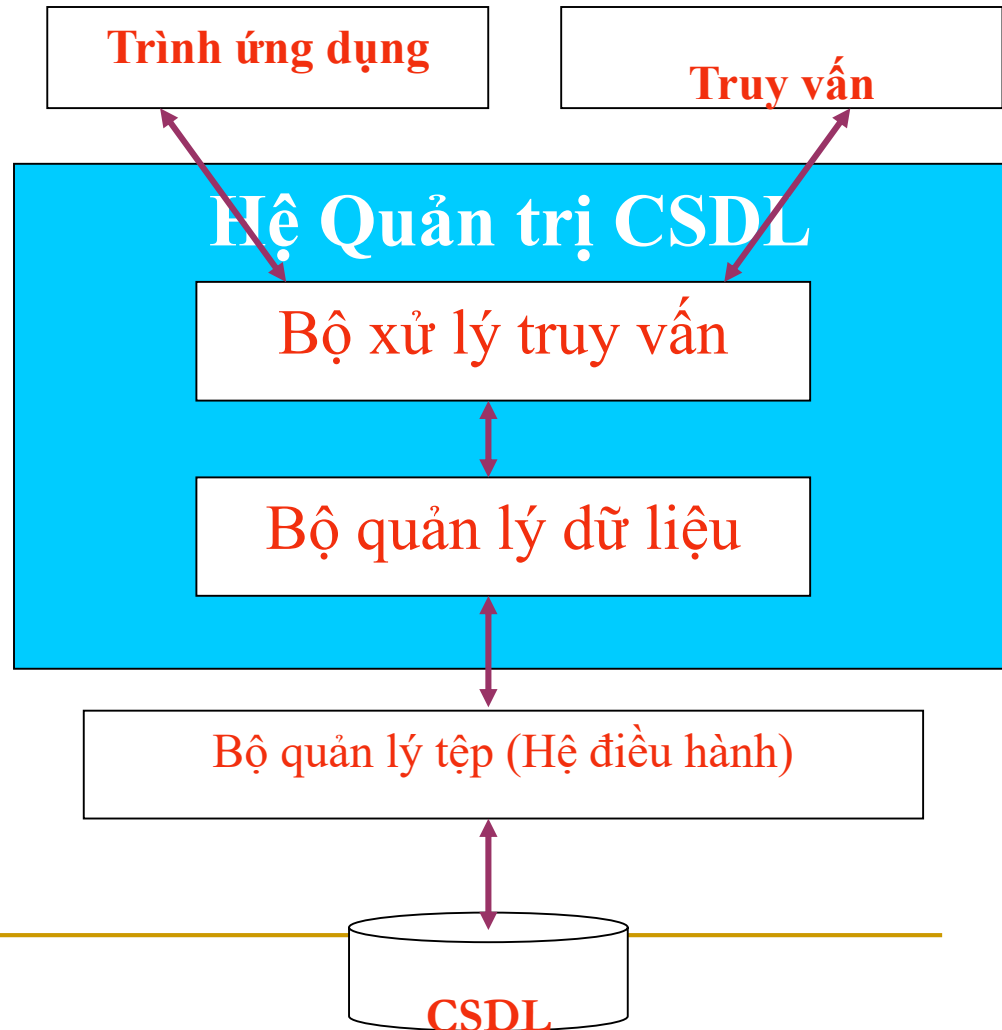 Trình ứng dụng
Truy vấn
Hệ Quản trị CSDL
Bộ xử lý truy vấn
Bộ quản lý dữ liệu
Bộ quản lý tệp (Hệ điều hành)
CSDL